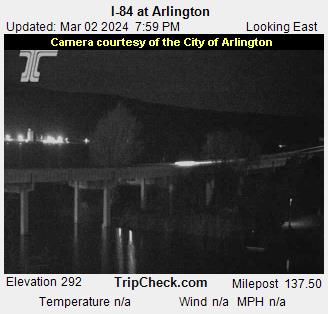 I-84 at Arlington
Updated: Mar 02 2024 7:59 PM Looking East
Camera courtesy of the City of Arlington
Elevation 292 TripCheck.com Milepost 137.50
Temperature n/a Wind n/a MPH n/a